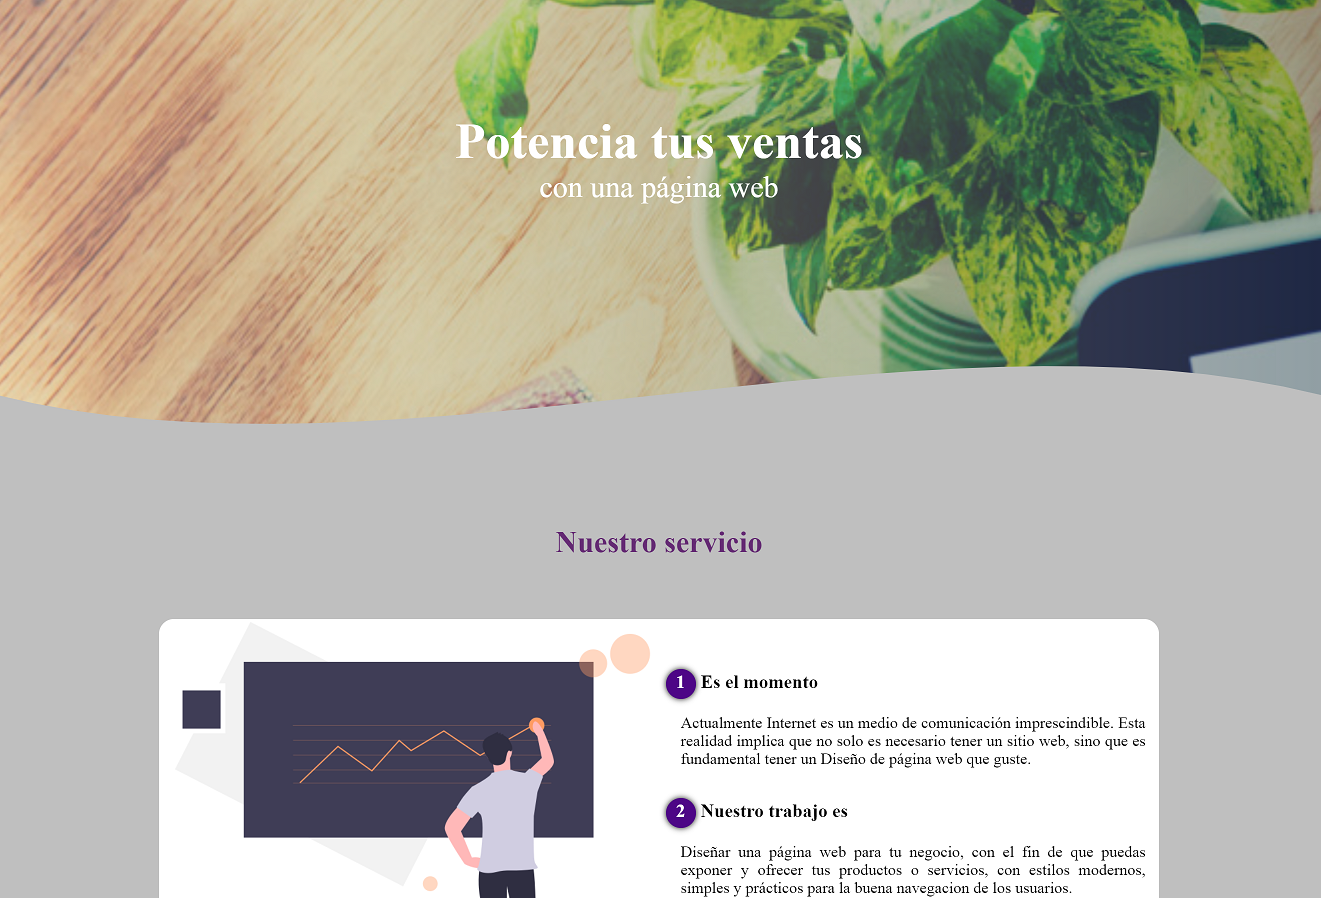 Potencia tus ventas
con una página web
Nuestro servicio
1 Es el momento
Actualmente Internet es un medio de comunicación imprescindible. Esta
realidad implica que no solo es necesario tener un sitio web, sino que es
fundamental tener un Diseño de página web que guste.
2 Nuestro trabajo es
Diseñar una página web para tu negocio, con el fin de que puedas
exponer y ofrecer tus productos o servicios, con estilos modernos,
simples y prácticos para la buena navegacion de los usuarios.